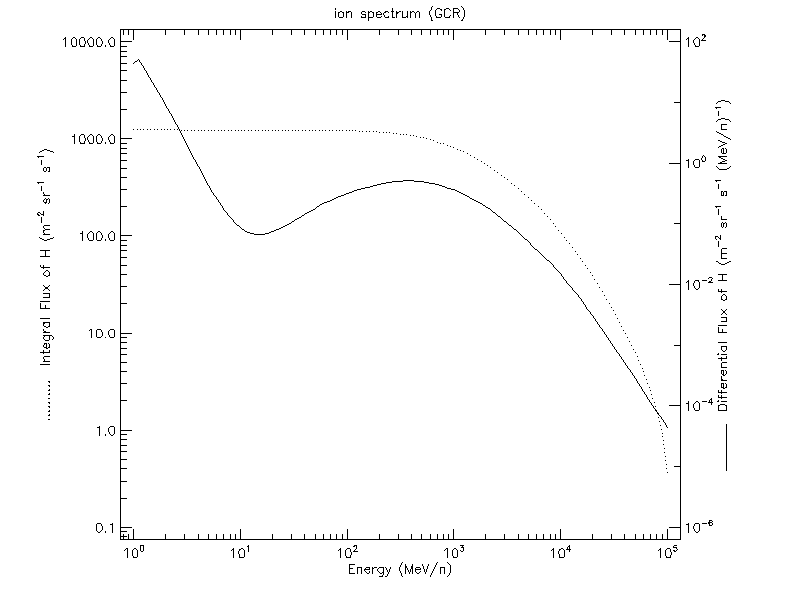 ion spectrum (GCR)
10000.0
1000.0
100.0
10.0
1.0
0.1
Integral Flux of H (m⁻² sr⁻¹ s⁻¹)
10²
10⁰
10⁻²
10⁻⁴
10⁻⁶
Differential Flux of H (m⁻² sr⁻¹ s⁻¹ (MeV/n)⁻¹)
10⁰ 10¹ 10² 10³ 10⁴ 10⁵
Energy (MeV/n)